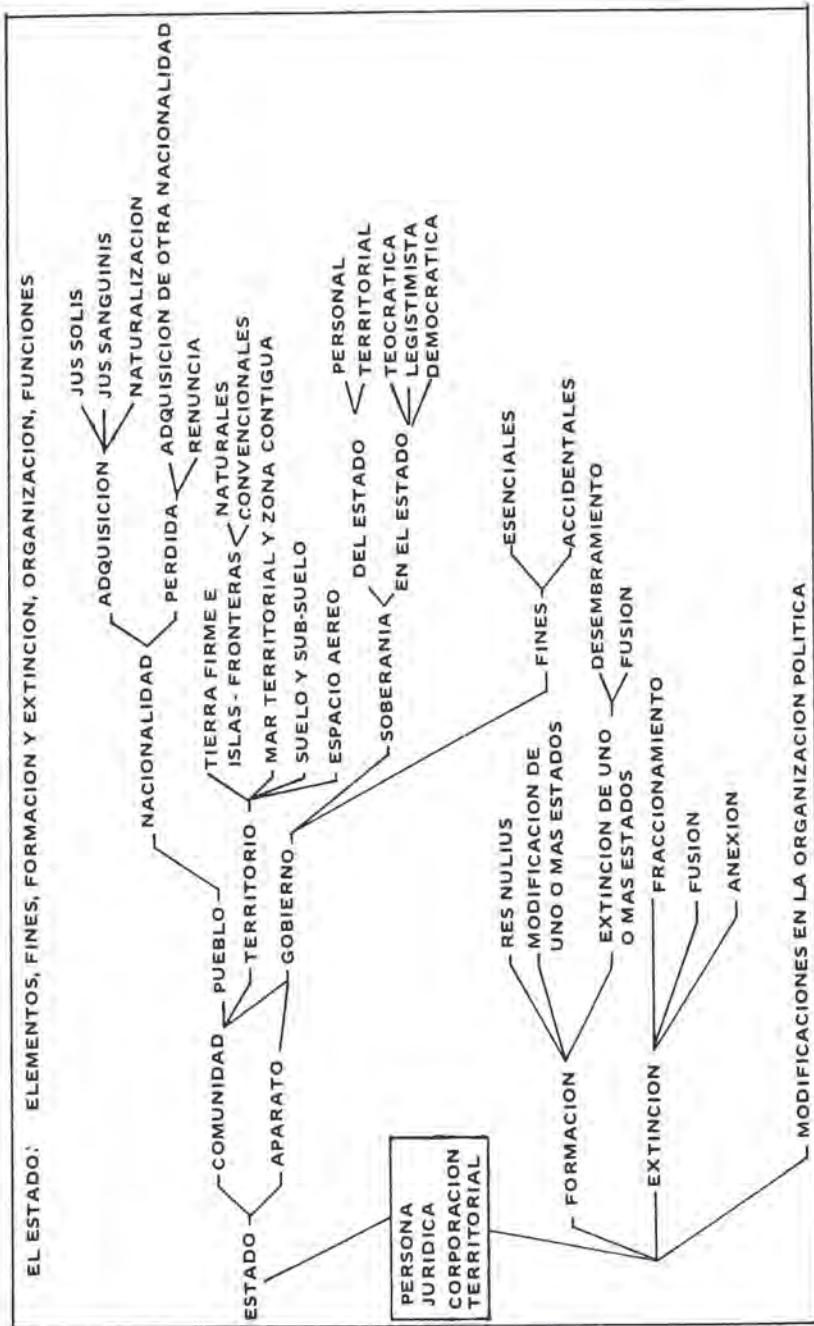 EL ESTADO: ELEMENTOS, FINES, FORMACION Y EXTINCION, ORGANIZACION, FUNCIONES
ESTADO
COMUNIDAD
APARATO
PUEBLO
TERRITORIO
GOBIERNO
NACIONALIDAD
ADQUISICION
JUS SOLIS
JUS SANGUINIS
NATURALIZACION
PERDIDA
ADQUISICION DE OTRA NACIONALIDAD
RENUNCIA
TIERRA FIRME E
ISLAS - FRONTERAS
NATURALES
CONVENCIONALES
MAR TERRITORIAL Y ZONA CONTIGUA
SUELO Y SUB-SUELO
ESPACIO AEREO
SOBERANIA
DEL ESTADO
PERSONAL
TERRITORIAL
EN EL ESTADO
TEOCRATICA
LEGISTIMISTA
DEMOCRATICA
FINES
ESENCIALES
ACCIDENTALES
PERSONA
JURIDICA
CORPORACION
TERRITORIAL
FORMACION
RES NULIUS
MODIFICACION DE
UNO O MAS ESTADOS
EXTINCION DE UNO
O MAS ESTADOS
DESEMBRAMIENTO
FUSION
EXTINCION
FRACCIONAMIENTO
FUSION
ANEXION
MODIFICACIONES EN LA ORGANIZACION POLITICA